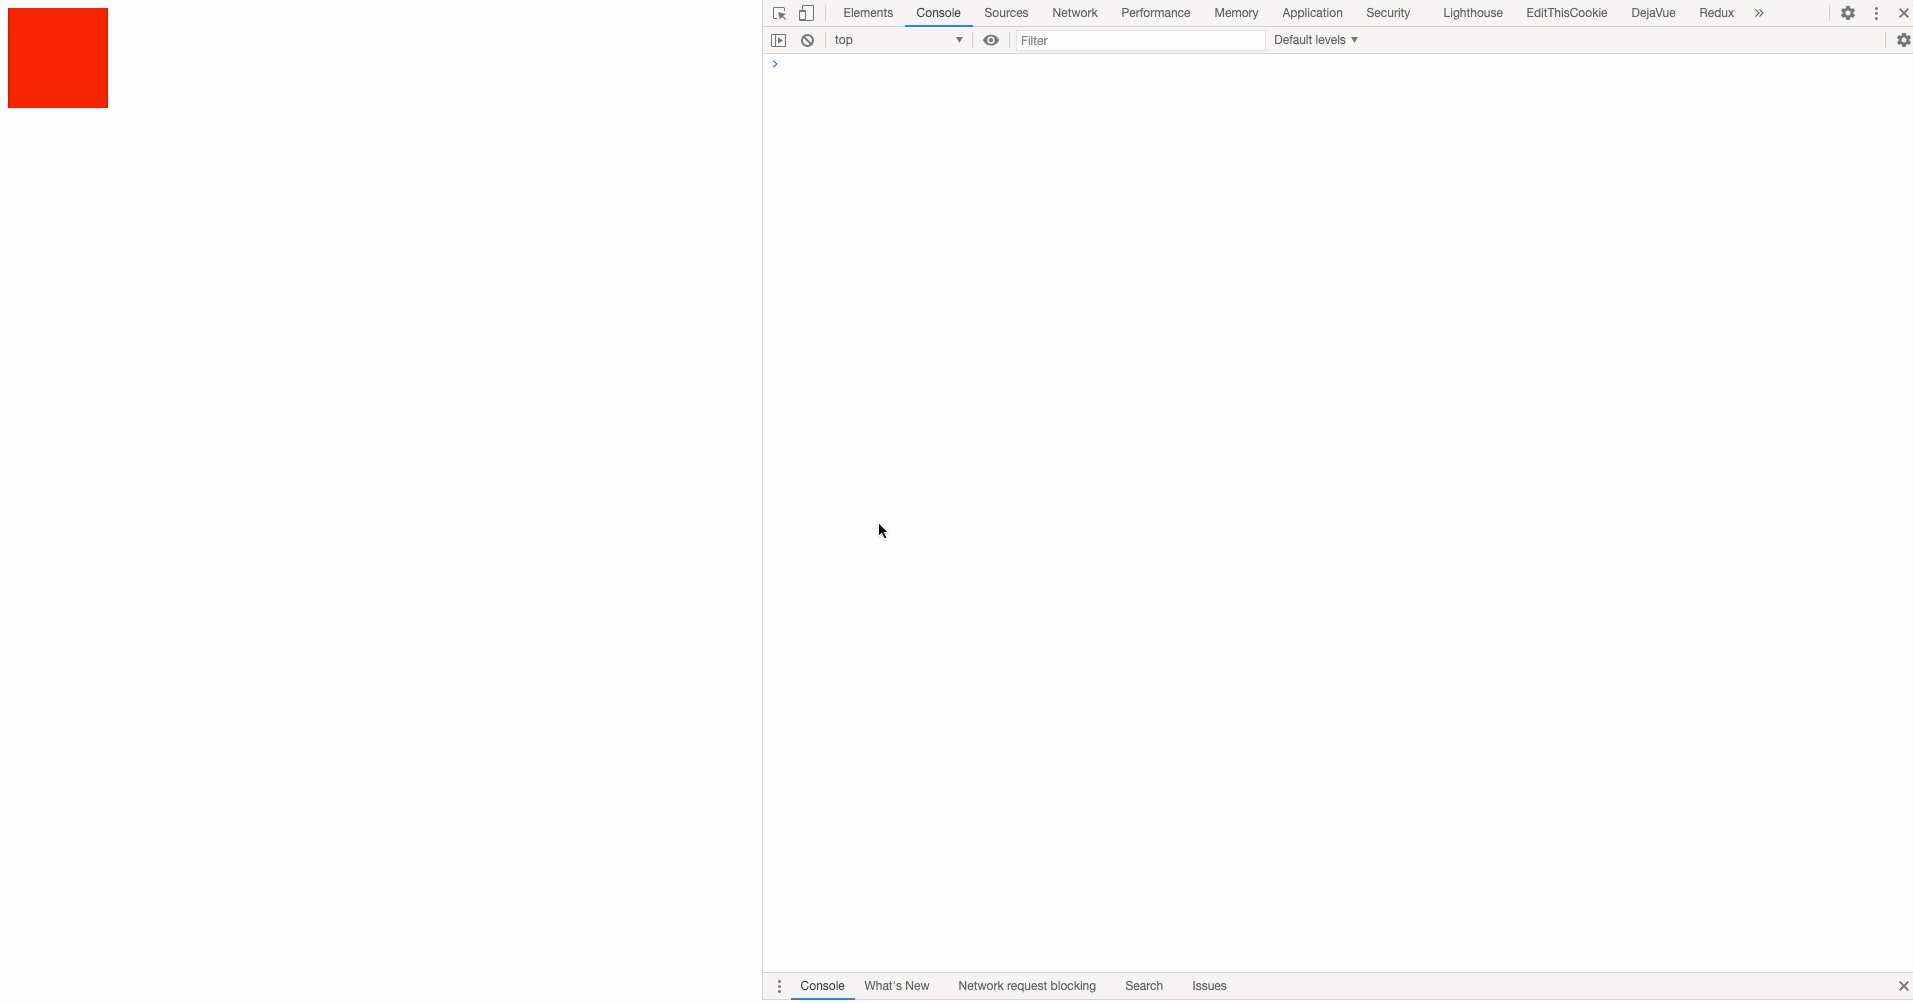 Elements Console Sources Network Performance Memory Application Security Lighthouse EditThisCookie DejaVue Redux »
top ▼ Filter Default levels ▼
>
Console What's New Network request blocking Search Issues